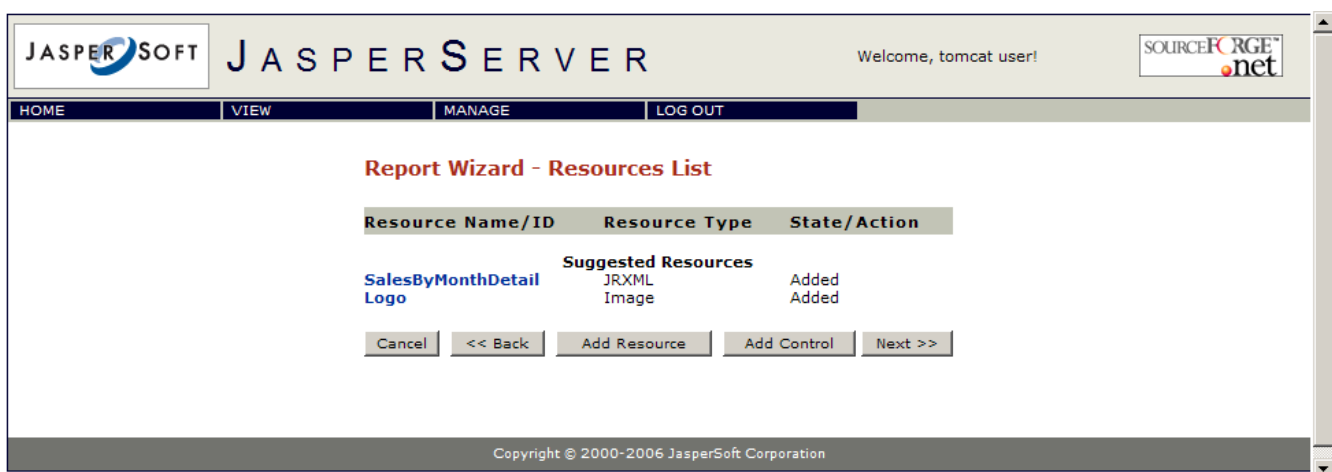 JASPERSOFT JASPERSERVER Welcome, tomcat user! SOURCEFORGE™ .net
HOME VIEW MANAGE LOG OUT
Report Wizard - Resources List
Resource Name/ID Resource Type State/Action
Suggested Resources
SalesByMonthDetail JRXML Added
Logo Image Added
Cancel << Back Add Resource Add Control Next >>
Copyright © 2000-2006 JasperSoft Corporation